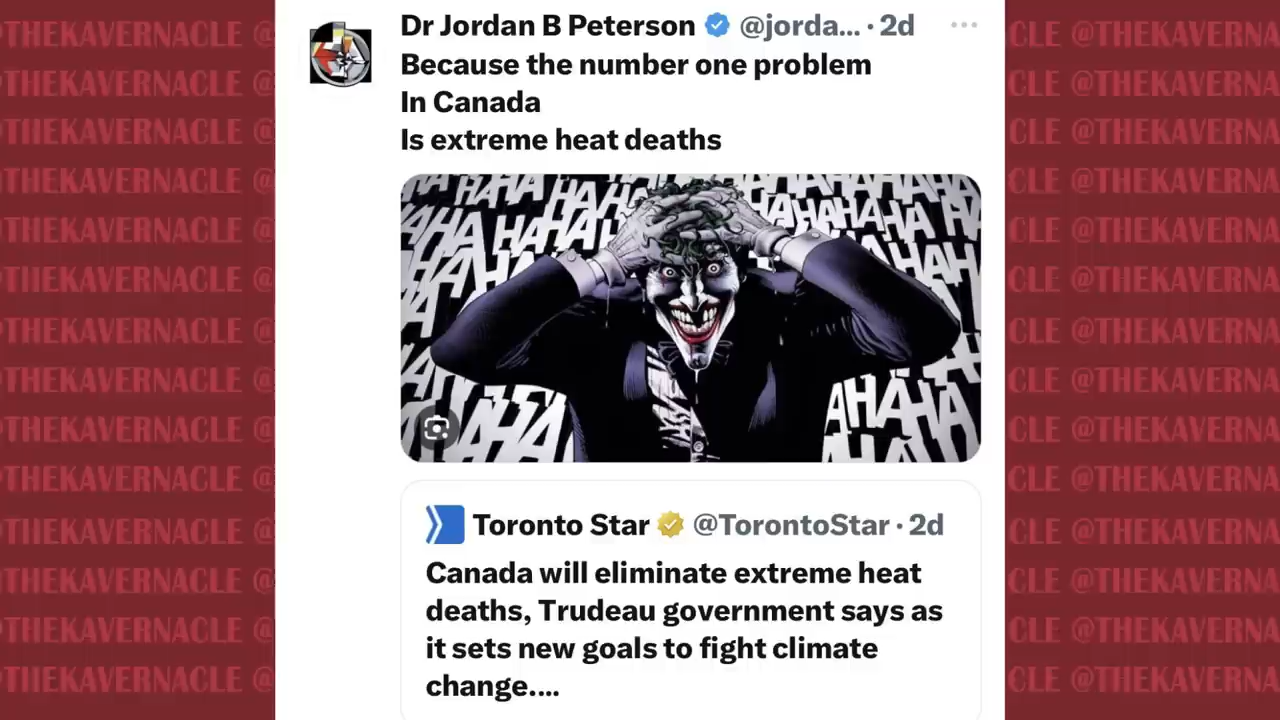 Dr Jordan B Peterson @jorda... · 2d
Because the number one problem
In Canada
Is extreme heat deaths
HAHAHAHAHA
Toronto Star @TorontoStar · 2d
Canada will eliminate extreme heat
deaths, Trudeau government says as
it sets new goals to fight climate
change....
@THEKAVERNACLE